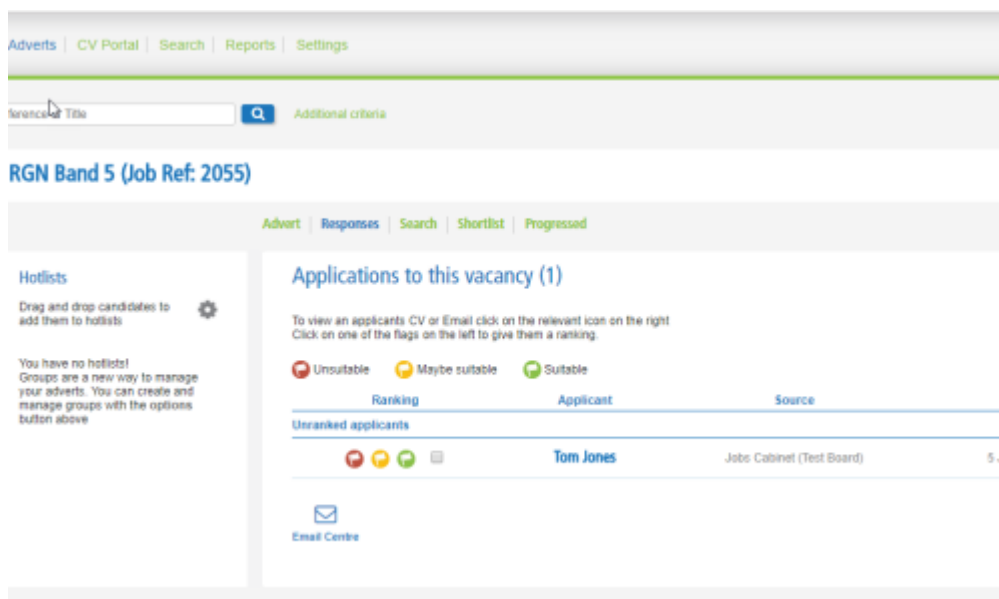 Adverts | CV Portal | Search | Reports | Settings
ference or Title
Additional criteria
RGN Band 5 (Job Ref: 2055)
Advert | Responses | Search | Shortlist | Progressed
Hotlists
Drag and drop candidates to
add them to hotlists
You have no hotlists!
Groups are a new way to manage
your adverts. You can create and
manage groups with the options
button above
Applications to this vacancy (1)
To view an applicants CV or Email click on the relevant icon on the right
Click on one of the flags on the left to give them a ranking.
Unsuitable Maybe suitable Suitable
Ranking Applicant Source
Unranked applicants
Tom Jones Jobs Cabinet (Test Board) 5
Email Centre